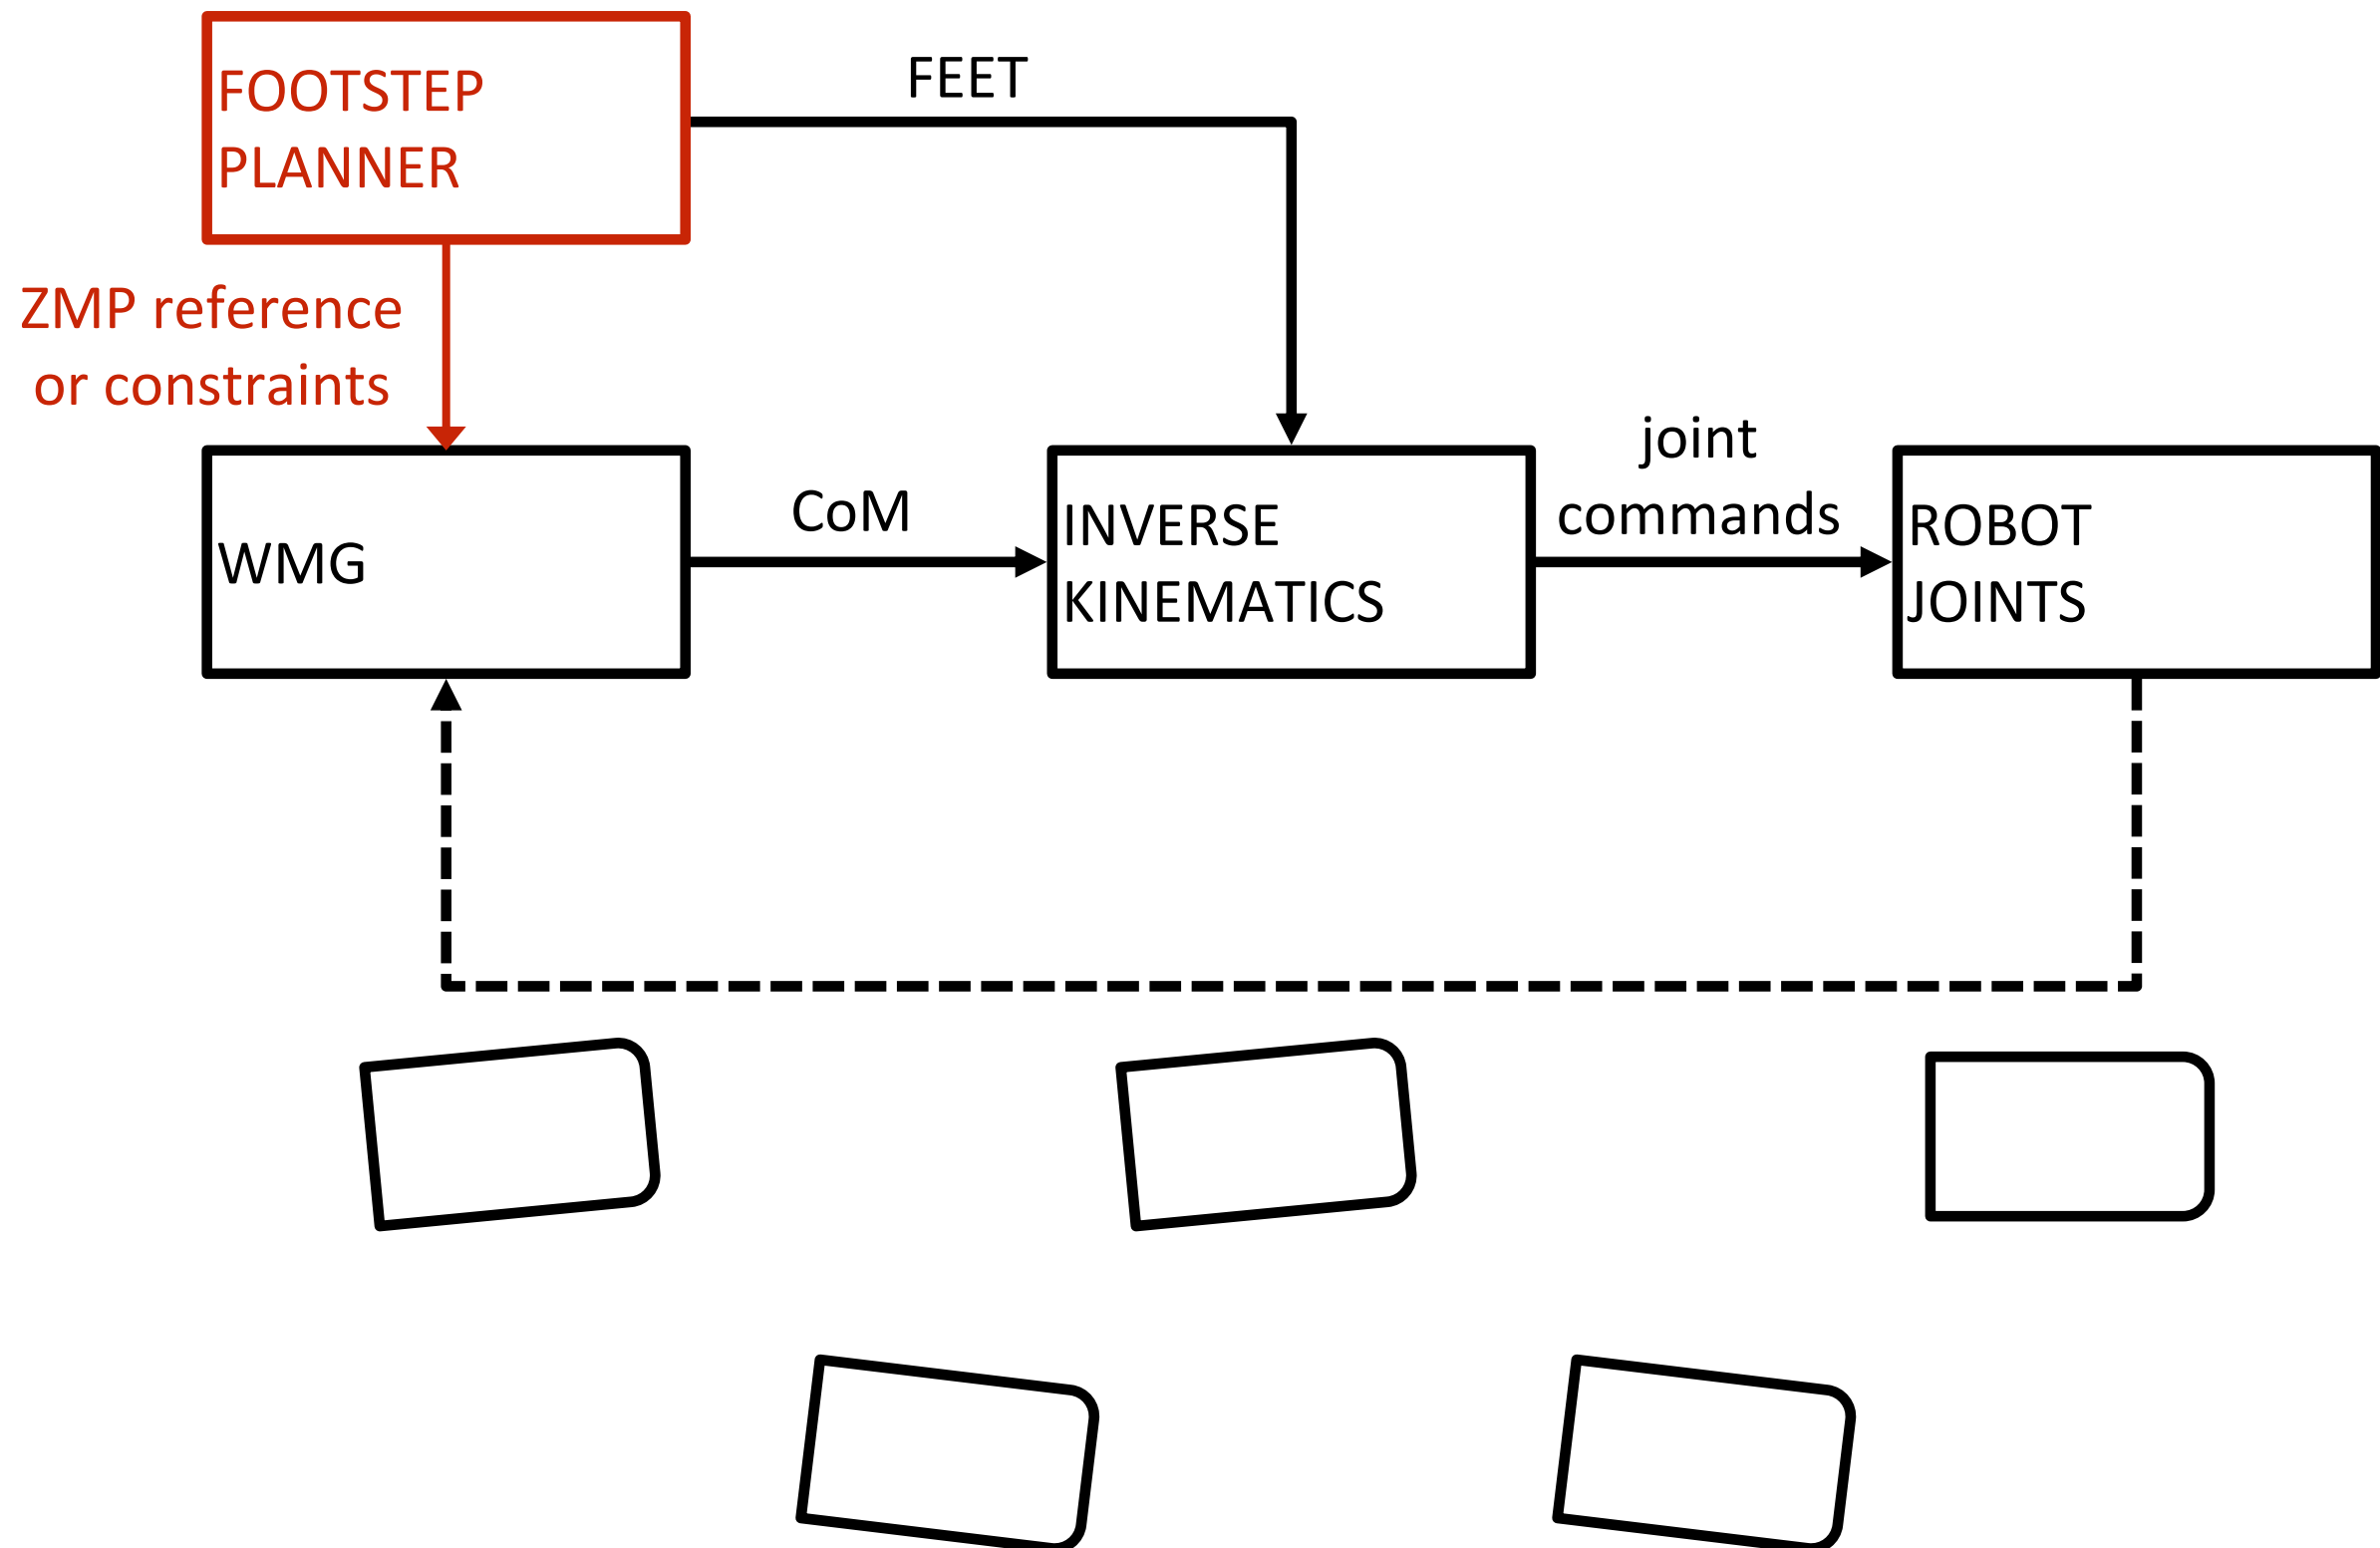 FOOTSTEP
PLANNER
FEET
ZMP reference
or constraints
WMG
CoM
INVERSE
KINEMATICS
joint
commands
ROBOT
JOINTS